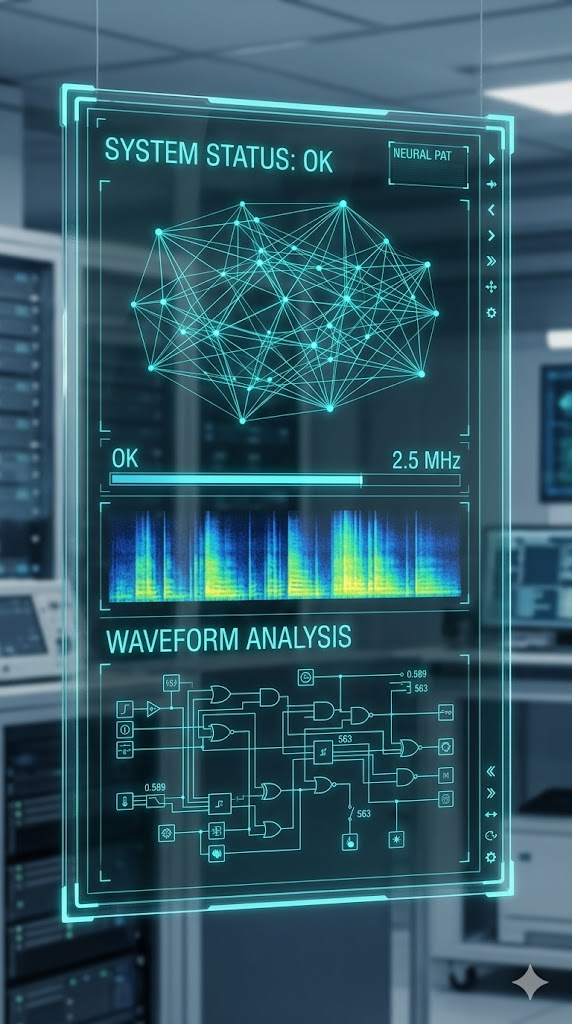 SYSTEM STATUS: OK
NEURAL PAT
OK
2.5 MHz
WAVEFORM ANALYSIS
0.589
563
563
0.589
563
M